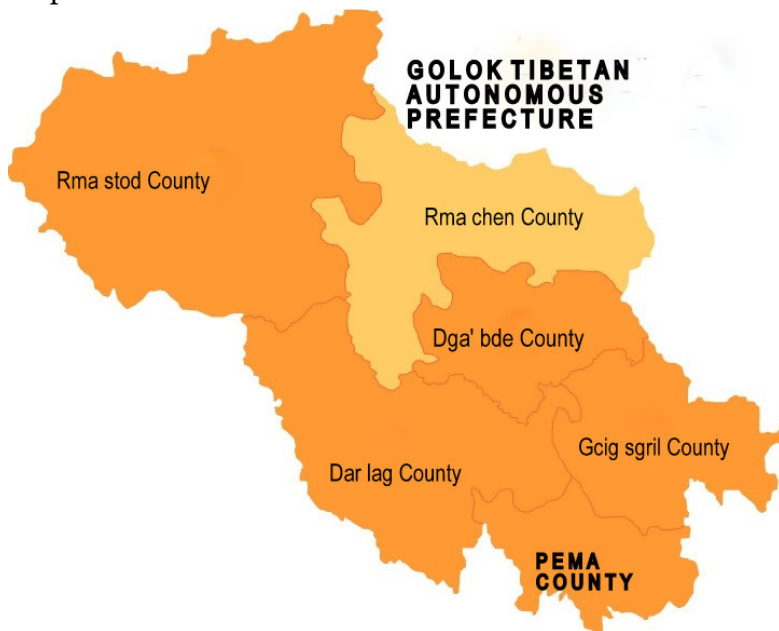 GOLOK TIBETAN
AUTONOMOUS
PREFECTURE
Rma stod County
Rma chen County
Dga' bde County
Gcig sgril County
Dar lag County
PEMA
COUNTY